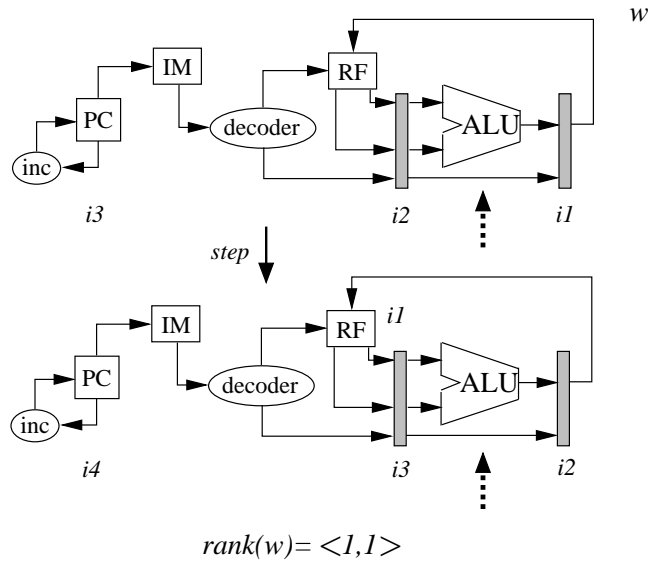 w
IM
RF
PC
decoder
ALU
inc
i3
i2
i1
step
i1
IM
RF
PC
decoder
ALU
inc
i4
i3
i2
rank(w)= <1,1>